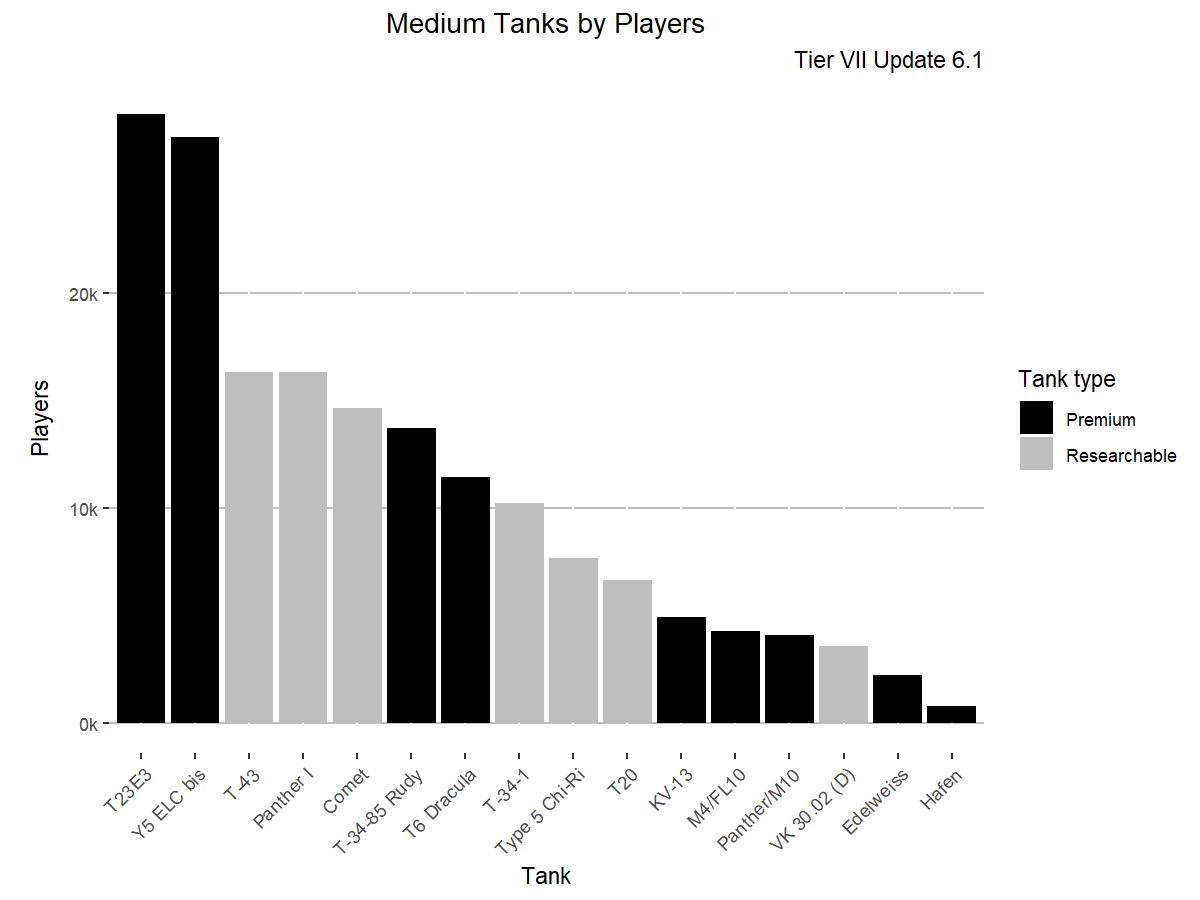 Medium Tanks by Players
Tier VII Update 6.1
Players
20k
10k
0k
T23E3
Y5 ELC bis
T-43
Panther I
Comet
T-34-85 Rudy
T6 Dracula
T-34-1
Type 5 Chi-Ri
T20
KV-13
M4/FL10
Panther/M10
VK 30.02 (D)
Edelweiss
Hafen
Tank
Tank type
Premium
Researchable